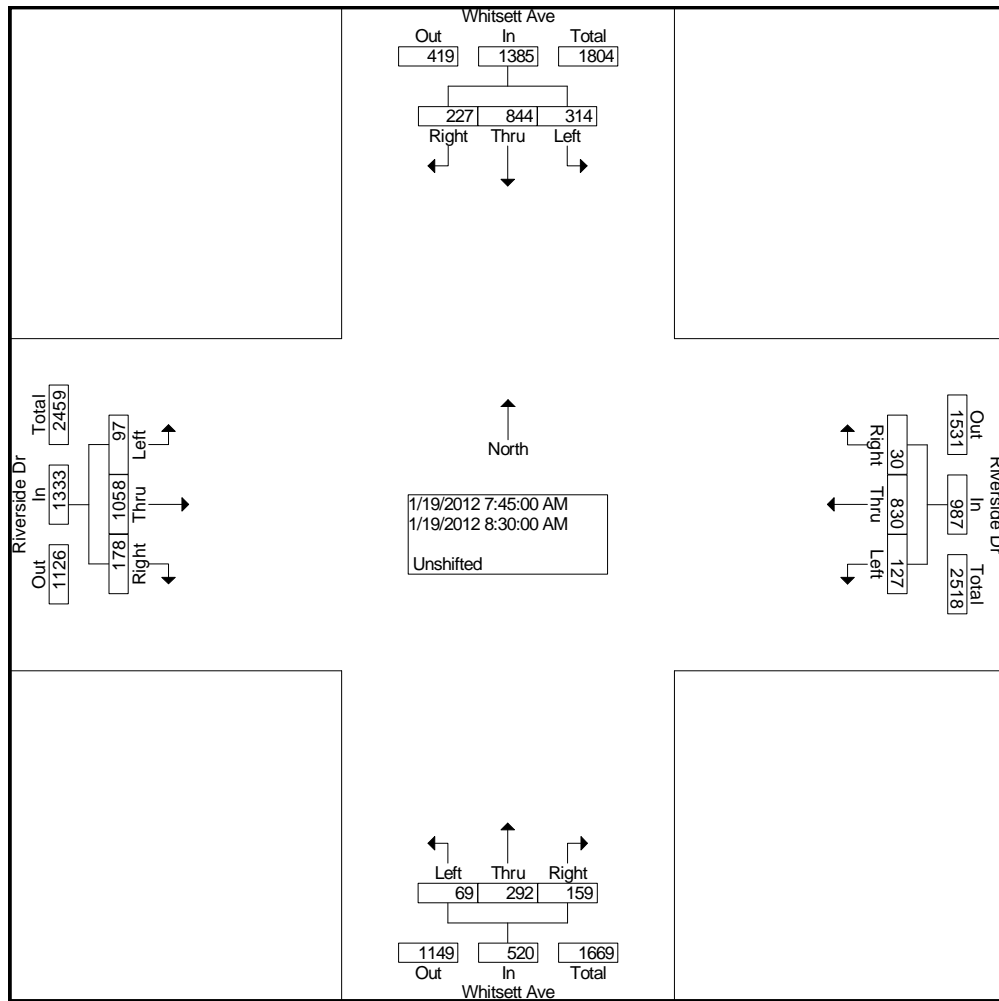 Whitsett Ave
Out In Total
419 1385 1804
227 844 314
Right Thru Left
Riverside Dr
Total In Out
2459 1333 1126
97 1058 178
Left Thru Right
North
1/19/2012 7:45:00 AM
1/19/2012 8:30:00 AM
Unshifted
Right Thru Left
30 830 127
Out In Total
1531 987 2518
Riverside Dr
Left Thru Right
69 292 159
1149 520 1669
Out In Total
Whitsett Ave